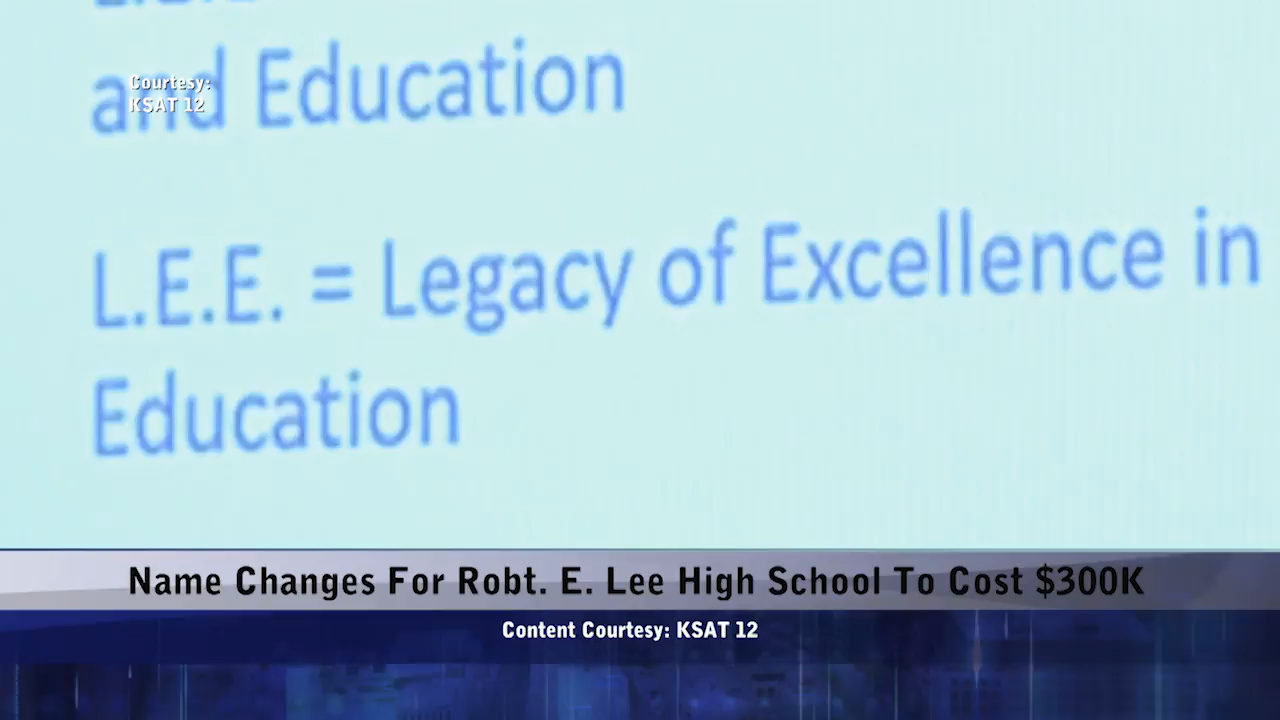 and Education
Courtesy:
KSAT 12
L.E.E. = Legacy of Excellence in
Education
Name Changes For Robt. E. Lee High School To Cost $300K
Content Courtesy: KSAT 12